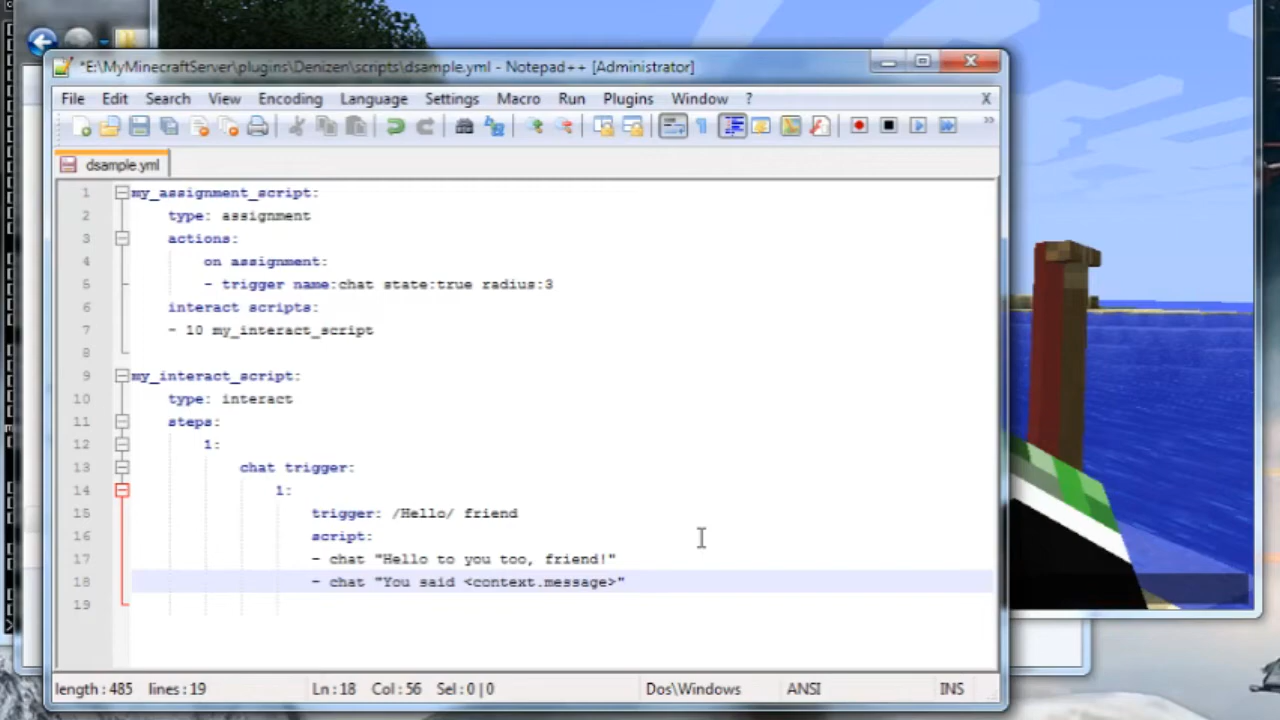 *E:\MyMinecraftServer\plugins\Denizen\scripts\dsample.yml - Notepad++ [Administrator]
File Edit Search View Encoding Language Settings Macro Run Plugins Window ? X
dsample.yml
1 my_assignment_script:
2 type: assignment
3 actions:
4 on assignment:
5 - trigger name:chat state:true radius:3
6 interact scripts:
7 - 10 my_interact_script
8
9 my_interact_script:
10 type: interact
11 steps:
12 1:
13 chat trigger:
14 1:
15 trigger: /Hello/ friend
16 script:
17 - chat "Hello to you too, friend!"
18 - chat "You said <context.message>"
19
length : 485 lines : 19 Ln : 18 Col : 56 Sel : 0 | 0 Dos\Windows ANSI INS